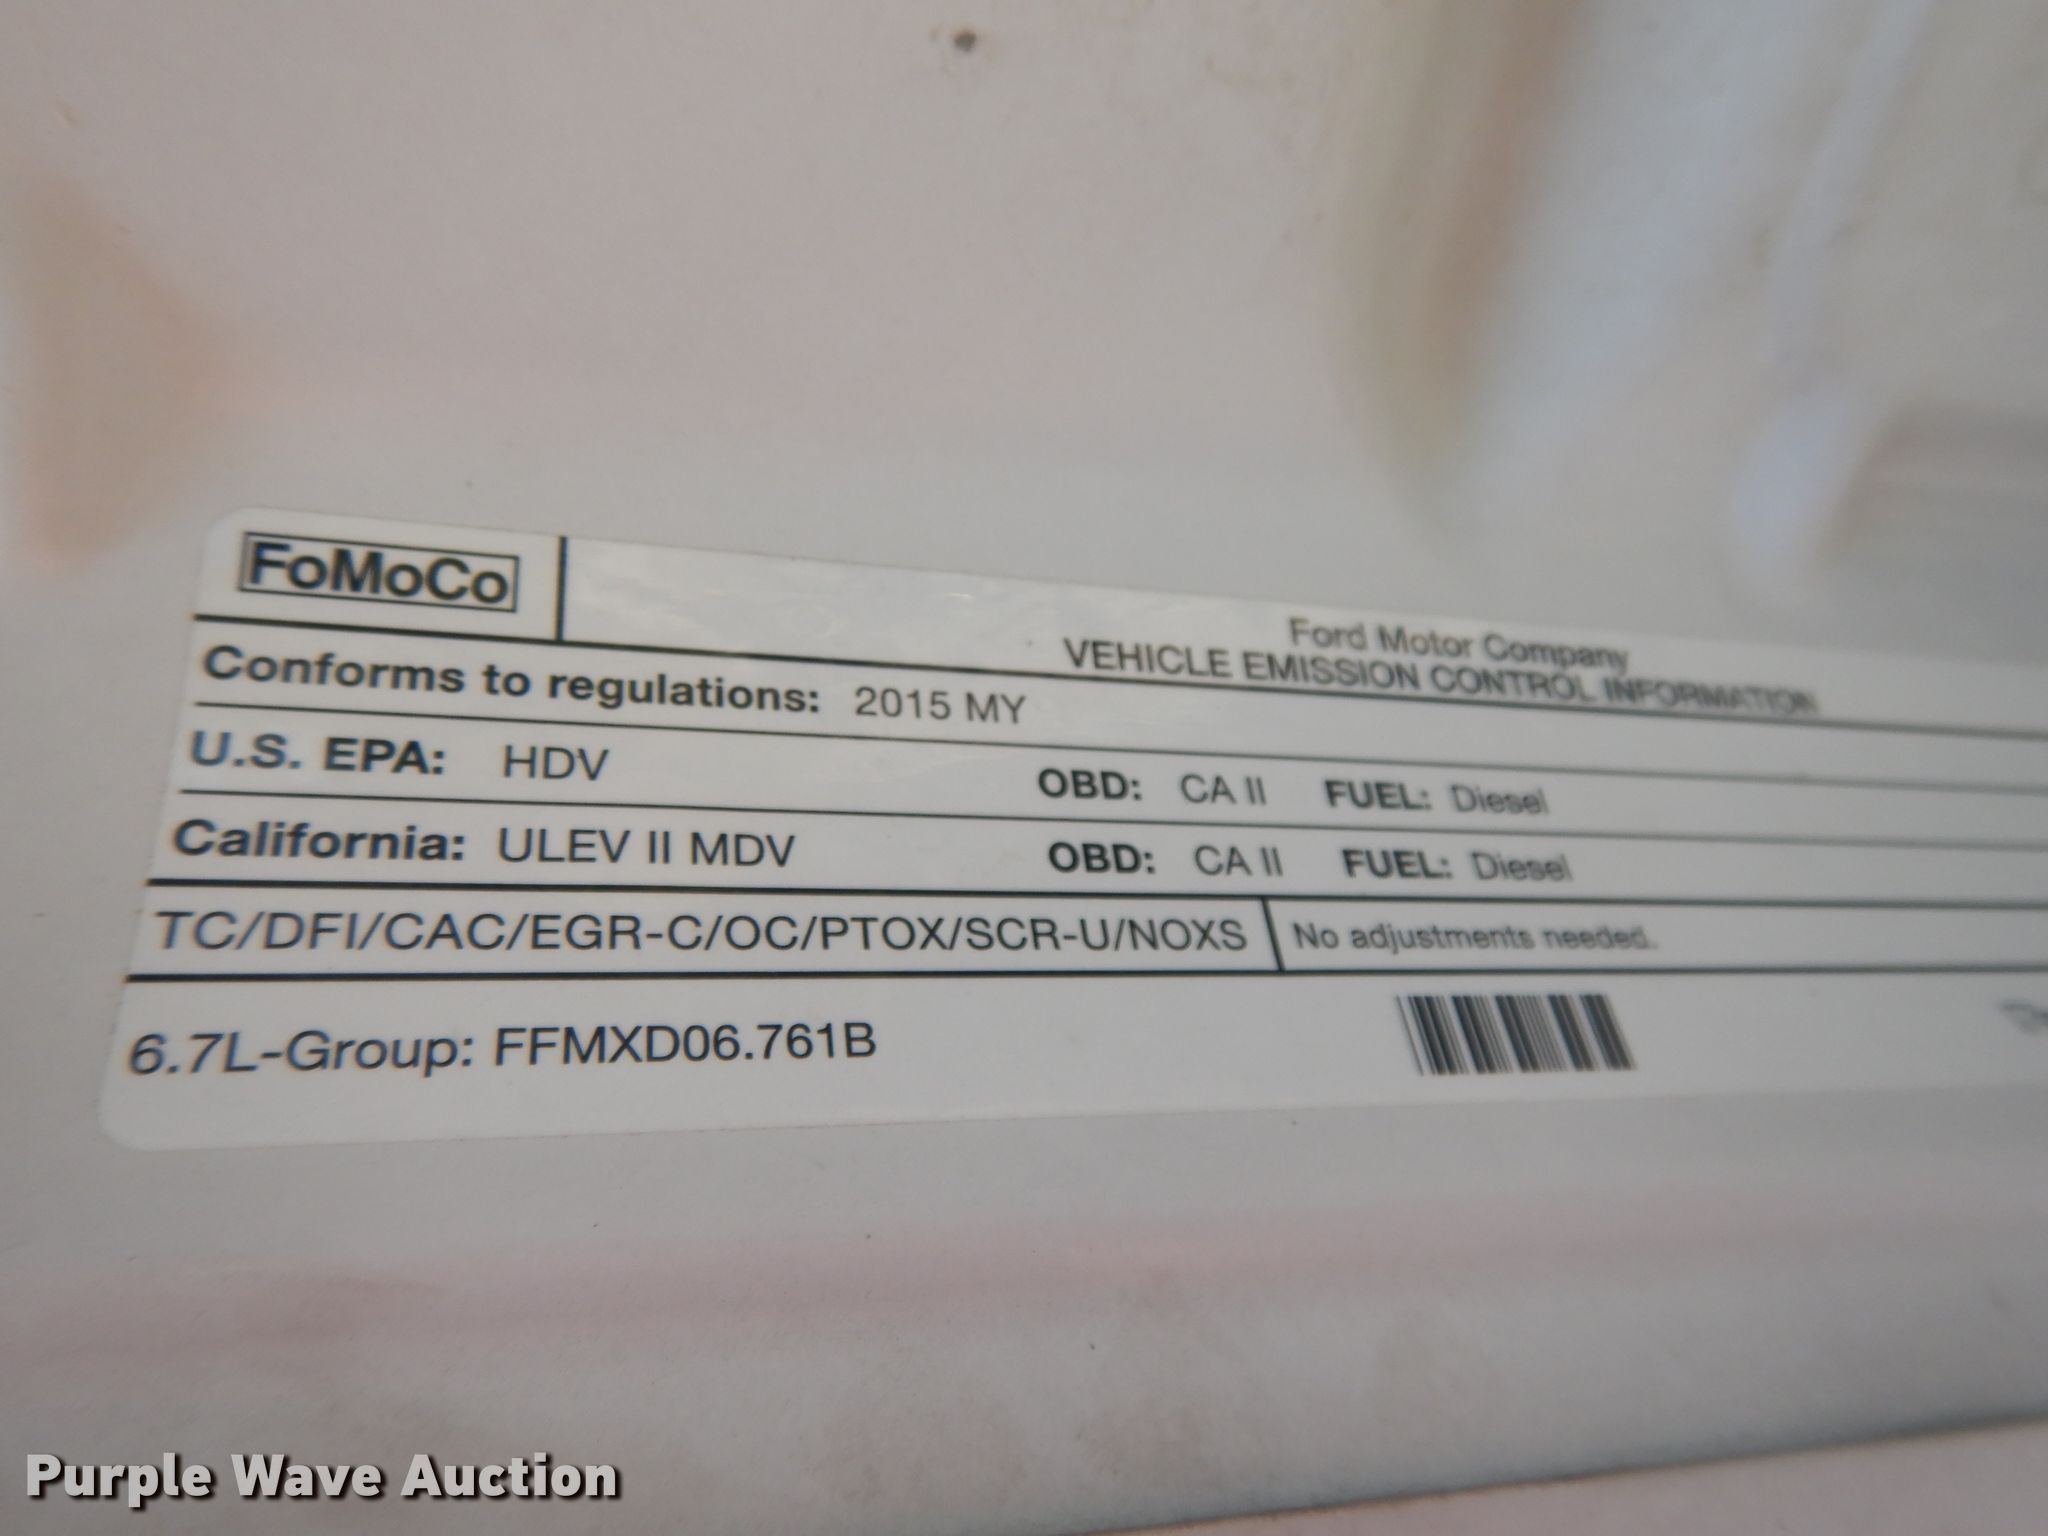 FoMoCo
Ford Motor Company
VEHICLE EMISSION CONTROL INFORMATION
Conforms to regulations: 2015 MY
U.S. EPA: HDV OBD: CA II FUEL: Diesel
California: ULEV II MDV OBD: CA II FUEL: Diesel
TC/DFI/CAC/EGR-C/OC/PTOX/SCR-U/NOXS No adjustments needed.
6.7L-Group: FFMXD06.761B
Purple Wave Auction